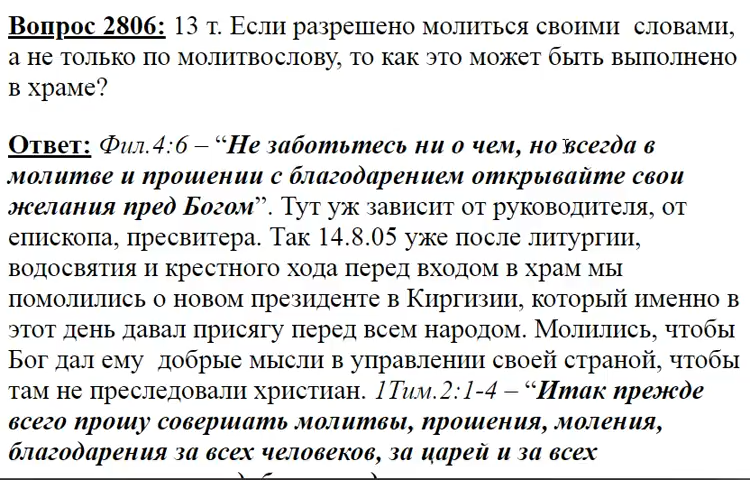 Вопрос 2806: 13 т. Если разрешено молиться своими словами,
а не только по молитвослову, то как это может быть выполнено
в храме?
Ответ: Фил.4:6 – “Не заботьтесь ни о чем, но всегда в
молитве и прошении с благодарением открывайте свои
желания пред Богом”. Тут уж зависит от руководителя, от
епископа, пресвитера. Так 14.8.05 уже после литургии,
водосвятия и крестного хода перед входом в храм мы
помолились о новом президенте в Киргизии, который именно в
этот день давал присягу перед всем народом. Молились, чтобы
Бог дал ему добрые мысли в управлении своей страной, чтобы
там не преследовали христиан. 1Тим.2:1-4 – “Итак прежде
всего прошу совершать молитвы, прошения, моления,
благодарения за всех человеков, за царей и за всех